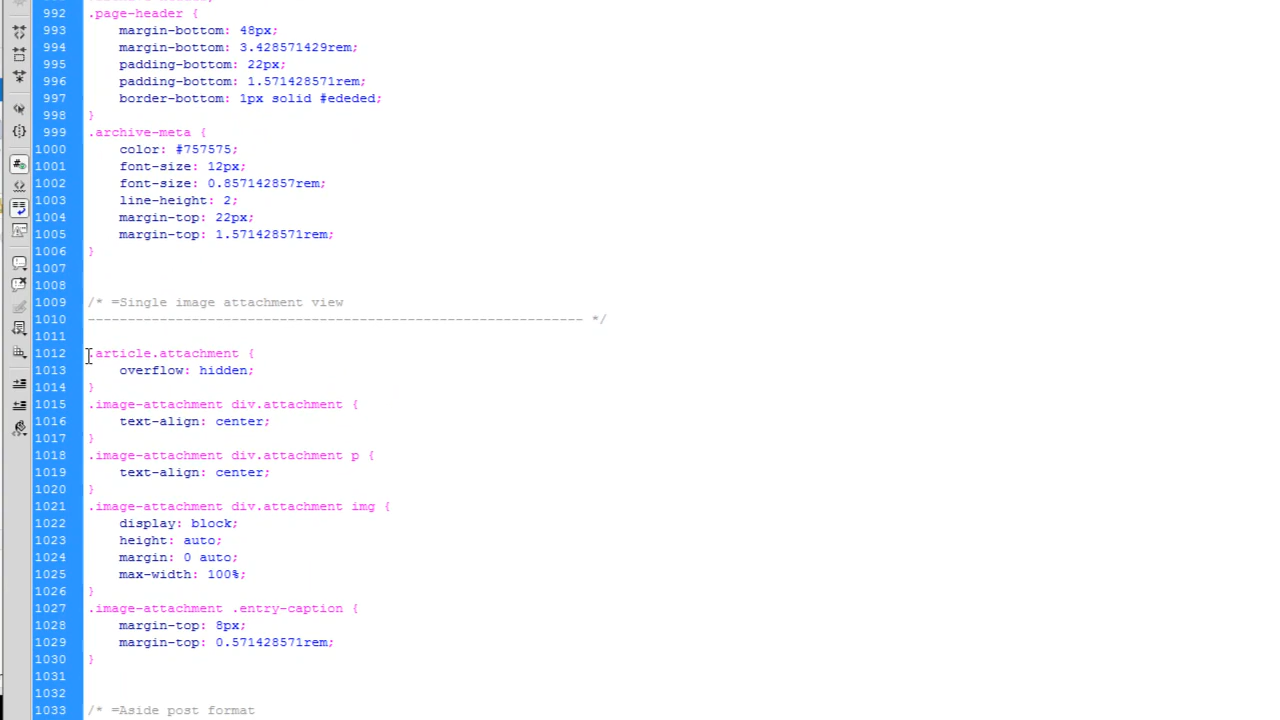 992 .page-header {
993 margin-bottom: 48px;
994 margin-bottom: 3.428571429rem;
995 padding-bottom: 22px;
996 padding-bottom: 1.571428571rem;
997 border-bottom: 1px solid #ededed;
998 }
999 .archive-meta {
1000 color: #757575;
1001 font-size: 12px;
1002 font-size: 0.857142857rem;
1003 line-height: 2;
1004 margin-top: 22px;
1005 margin-top: 1.571428571rem;
1006 }
1007
1008
1009 /* =Single image attachment view
1010 -------------------------------------------------------------- */
1011
1012 .article.attachment {
1013 overflow: hidden;
1014 }
1015 .image-attachment div.attachment {
1016 text-align: center;
1017 }
1018 .image-attachment div.attachment p {
1019 text-align: center;
1020 }
1021 .image-attachment div.attachment img {
1022 display: block;
1023 height: auto;
1024 margin: 0 auto;
1025 max-width: 100%;
1026 }
1027 .image-attachment .entry-caption {
1028 margin-top: 8px;
1029 margin-top: 0.571428571rem;
1030 }
1031
1032
1033 /* =Aside post format